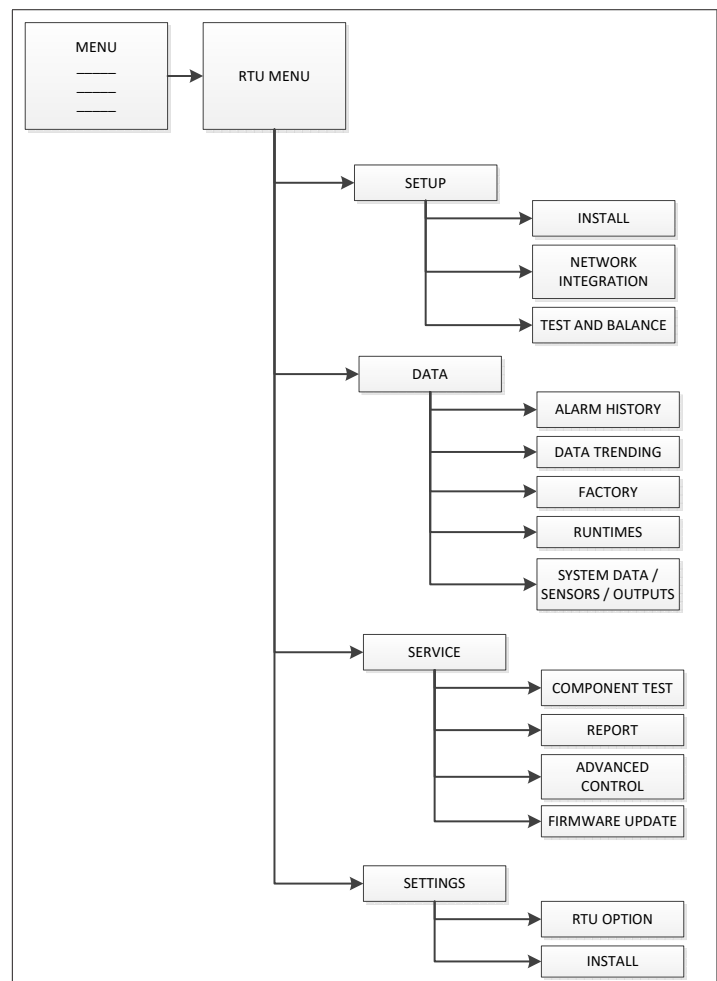 MENU
RTU MENU
SETUP
INSTALL
NETWORK
INTEGRATION
TEST AND BALANCE
DATA
ALARM HISTORY
DATA TRENDING
FACTORY
RUNTIMES
SYSTEM DATA /
SENSORS / OUTPUTS
SERVICE
COMPONENT TEST
REPORT
ADVANCED
CONTROL
FIRMWARE UPDATE
SETTINGS
RTU OPTION
INSTALL